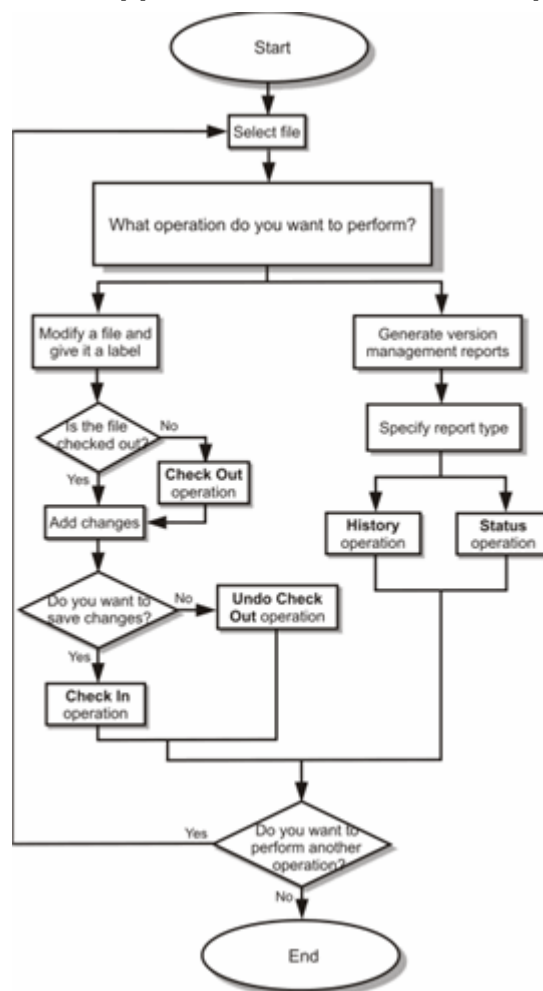 Start
Select file
What operation do you want to perform?
Modify a file and
give it a label
Generate version
management reports
Is the file
checked out?
No
Yes
Check Out
operation
Specify report type
Add changes
History
operation
Status
operation
Do you want to
save changes?
No
Yes
Undo Check
Out operation
Check In
operation
Do you want to
perform another
operation?
Yes
No
End